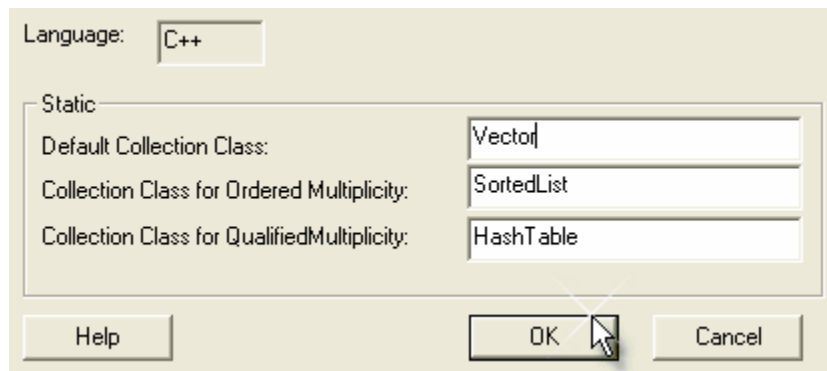 Language: C++
Static
Default Collection Class: Vector
Collection Class for Ordered Multiplicity: SortedList
Collection Class for QualifiedMultiplicity: HashTable
Help OK Cancel